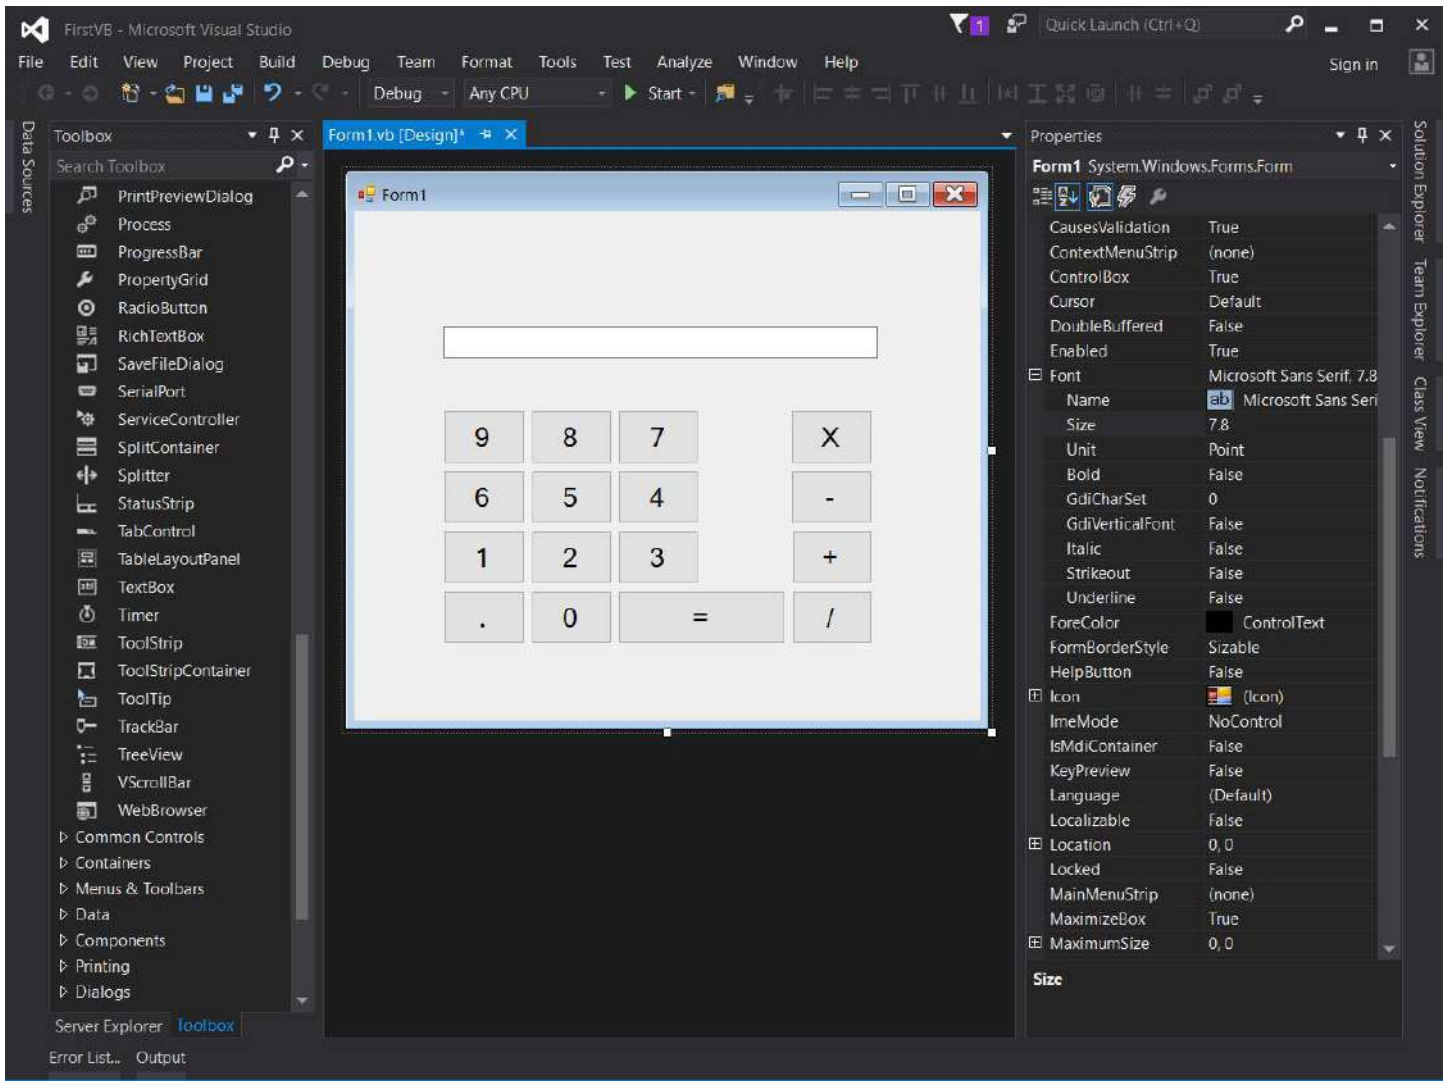 FirstVB - Microsoft Visual Studio
1
Quick Launch (Ctrl+Q)
File Edit View Project Build Debug Team Format Tools Test Analyze Window Help
Sign in
Debug Any CPU Start
Data Sources
Toolbox
Search Toolbox
PrintPreviewDialog
Process
ProgressBar
PropertyGrid
RadioButton
RichTextBox
SaveFileDialog
SerialPort
ServiceController
SplitContainer
Splitter
StatusStrip
TabControl
TableLayoutPanel
TextBox
Timer
ToolStrip
ToolStripContainer
ToolTip
TrackBar
TreeView
VScrollBar
WebBrowser
Common Controls
Containers
Menus & Toolbars
Data
Components
Printing
Dialogs
Server Explorer Toolbox
Error List... Output
Form1.vb [Design]*
Form1
9 8 7 X
6 5 4 -
1 2 3 +
. 0 = /
Properties
Form1 System.Windows.Forms.Form
CausesValidation True
ContextMenuStrip (none)
ControlBox True
Cursor Default
DoubleBuffered False
Enabled True
Font Microsoft Sans Serif, 7.8
Name ab Microsoft Sans Seri
Size 7.8
Unit Point
Bold False
GdiCharSet 0
GdiVerticalFont False
Italic False
Strikeout False
Underline False
ForeColor ControlText
FormBorderStyle Sizable
HelpButton False
Icon (Icon)
ImeMode NoControl
IsMdiContainer False
KeyPreview False
Language (Default)
Localizable False
Location 0, 0
Locked False
MainMenuStrip (none)
MaximizeBox True
MaximumSize 0, 0
Size
Solution Explorer
Team Explorer
Class View
Notifications